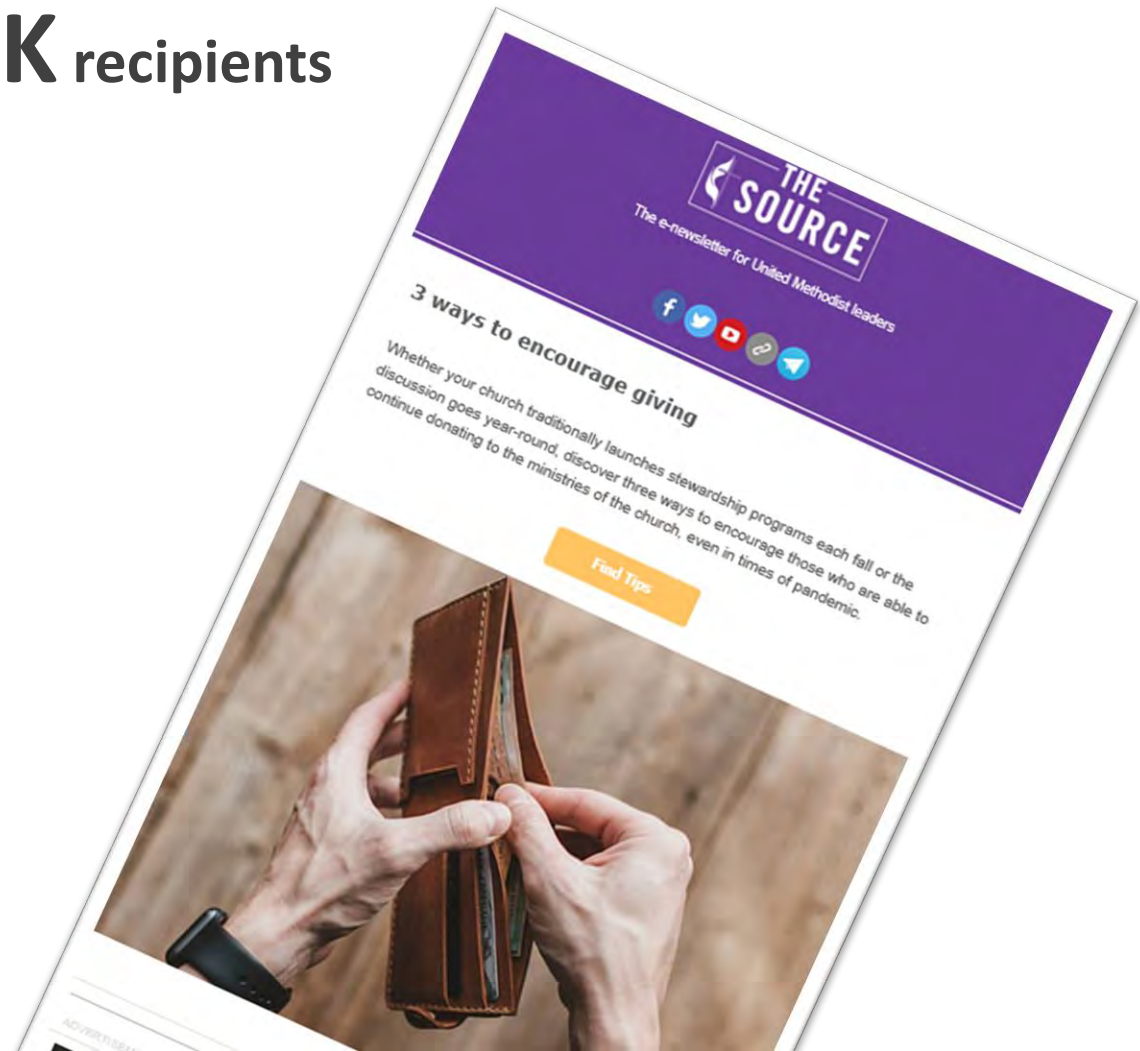 K recipients
THE
SOURCE
The e-newsletter for United Methodist leaders
3 ways to encourage giving
Whether your church traditionally launches stewardship programs each fall or the
discussion goes year-round, discover three ways to encourage those who are able to
continue donating to the ministries of the church, even in times of pandemic.
Find Tips